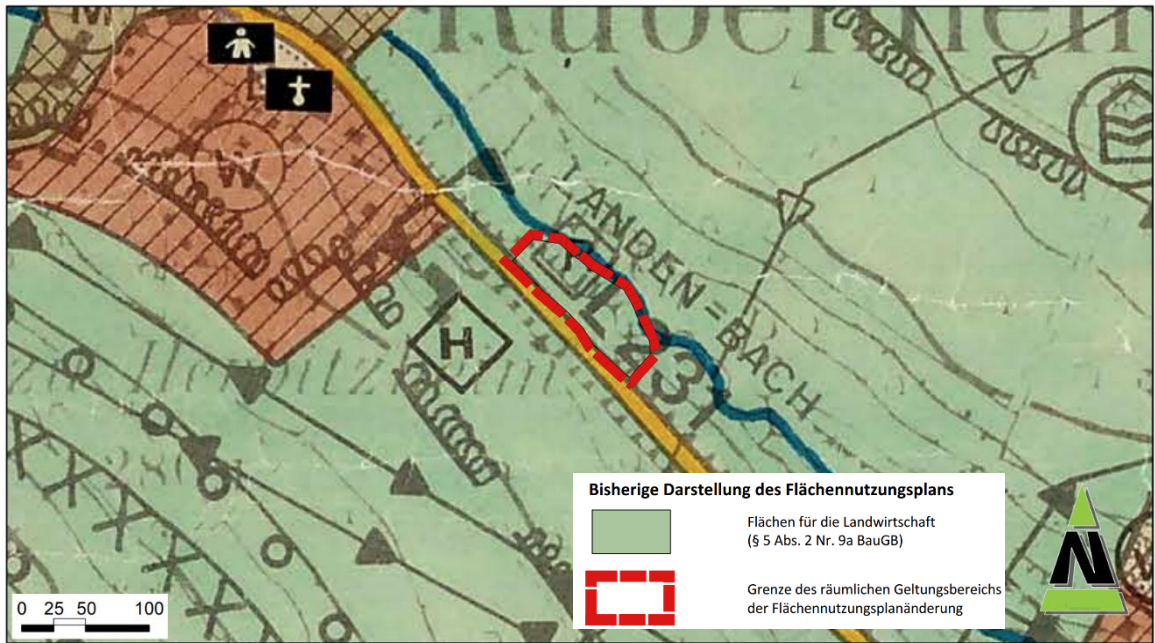 M
W
LANDEN=BACH
H
Bisherige Darstellung des Flächennutzungsplans
Flächen für die Landwirtschaft
(§ 5 Abs. 2 Nr. 9a BauGB)
Grenze des räumlichen Geltungsbereichs
der Flächennutzungsplanänderung
N
0 25 50 100